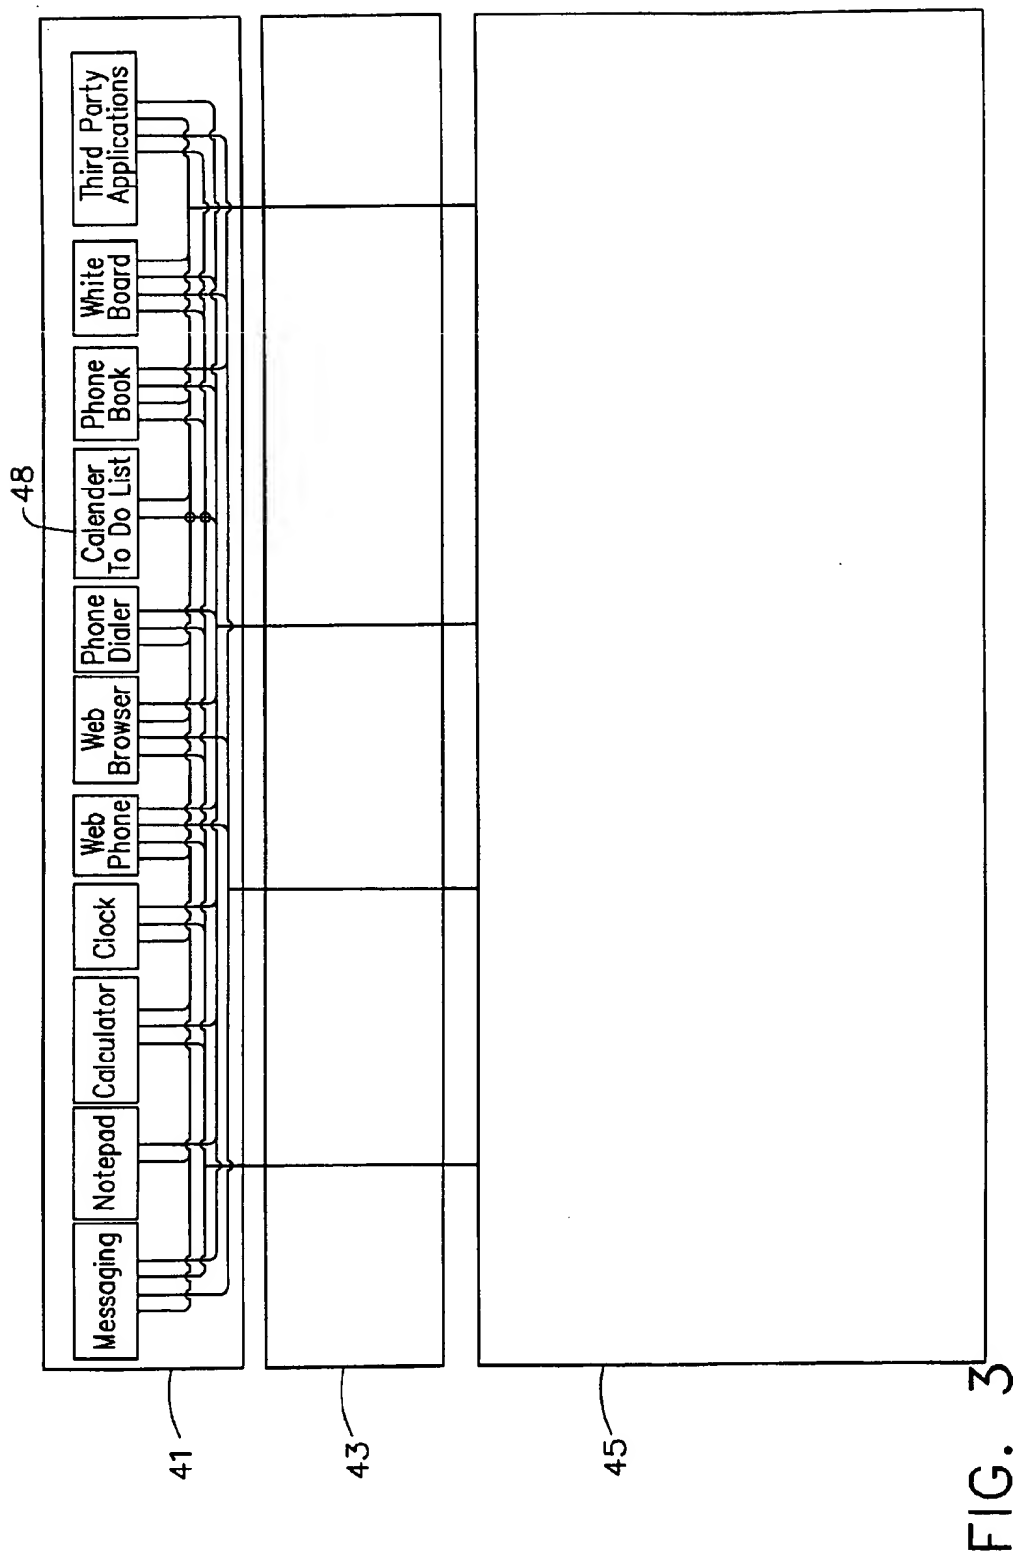 48
Messaging
Notepad
Calculator
Clock
Web
Phone
Web
Browser
Phone
Dialer
Calender
To Do List
Phone
Book
White
Board
Third Party
Applications
41
43
45
FIG. 3